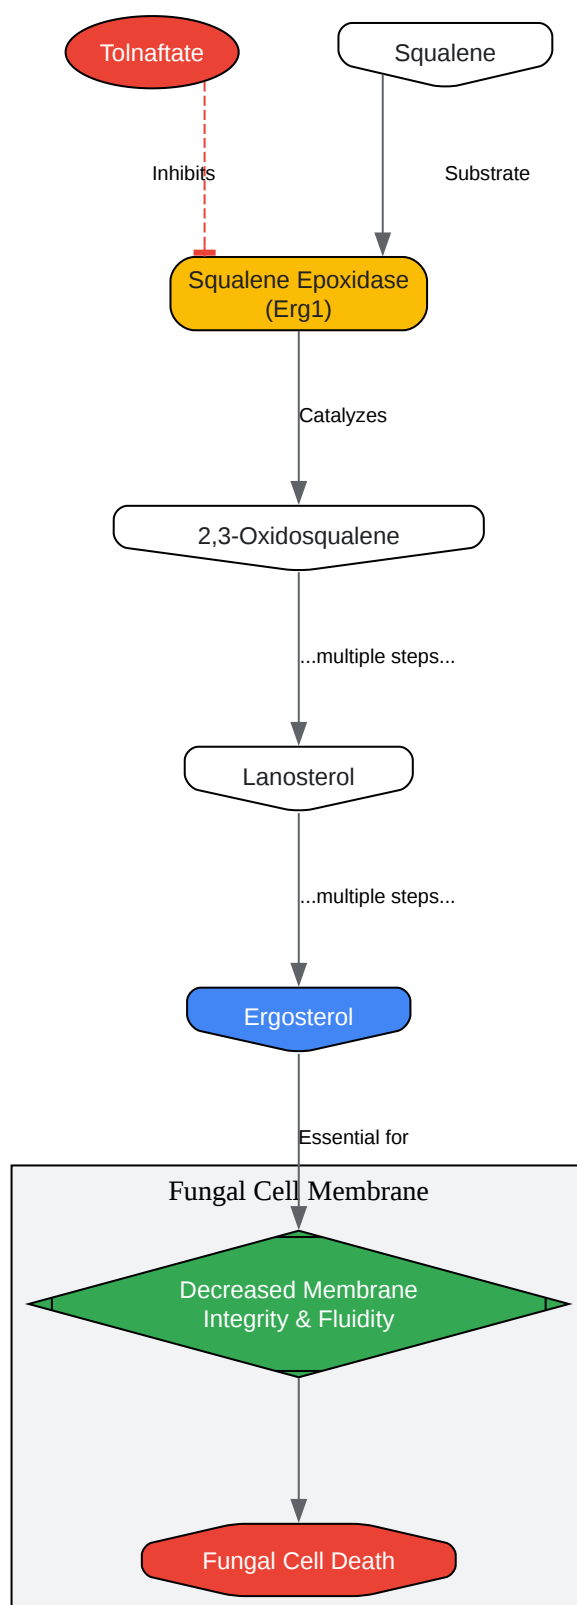 Tolnaftate
Squalene
Inhibits
Substrate
Squalene Epoxidase
(Erg1)
Catalyzes
2,3-Oxidosqualene
...multiple steps...
Lanosterol
...multiple steps...
Ergosterol
Essential for
Fungal Cell Membrane
Decreased Membrane
Integrity & Fluidity
Fungal Cell Death